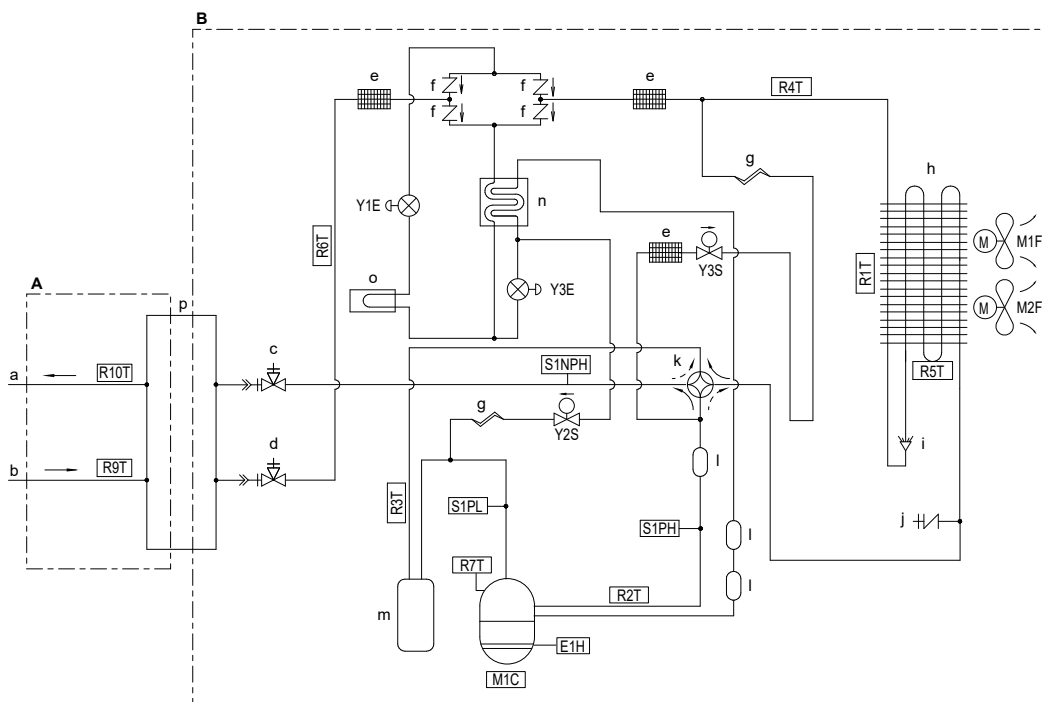 B
e
f
f
f
f
e
R4T
g
h
Y1E
n
R6T
e
Y3S
R1T
M
M1F
A
p
o
Y3E
M
M2F
c
S1NPH
k
R5T
a
R10T
g
Y2S
b
R9T
d
l
i
R3T
S1PL
S1PH
j
l
R7T
R2T
l
m
E1H
M1C